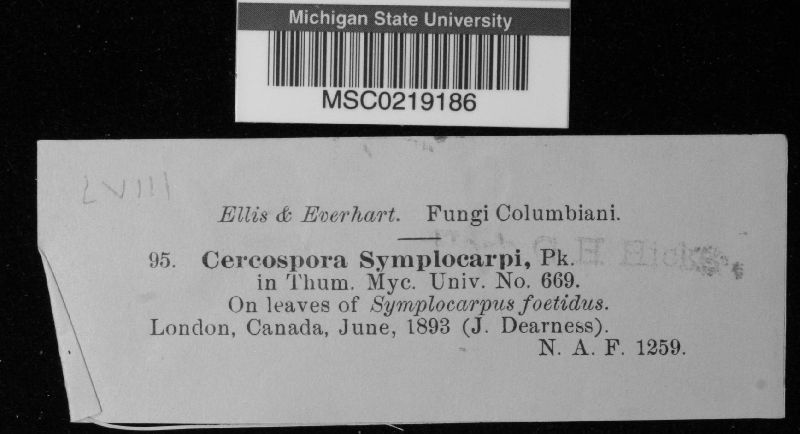 Michigan State University
MSC0219186
LVIII
Ellis & Everhart. Fungi Columbiani.
95. Cercospora Symplocarpi, Pk.
in Thum. Myc. Univ. No. 669.
On leaves of Symplocarpus foetidus.
London, Canada, June, 1893 (J. Dearness).
N. A. F. 1259.